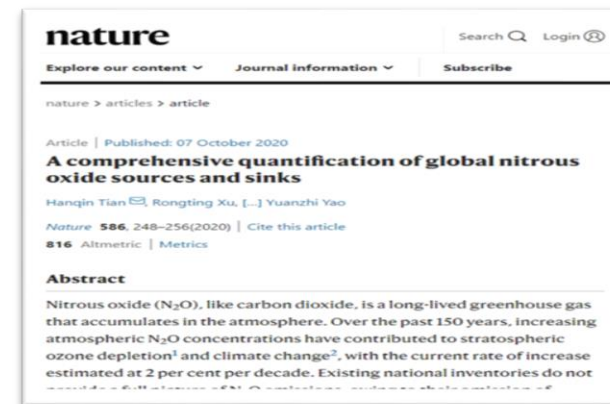 nature
Search Login
Explore our content Journal information Subscribe
nature > articles > article
Article | Published: 07 October 2020
A comprehensive quantification of global nitrous
oxide sources and sinks
Hanqin Tian, Rongting Xu, [...] Yuanzhi Yao
Nature 586, 248–256(2020) | Cite this article
816 Altmetric | Metrics
Abstract
Nitrous oxide (N₂O), like carbon dioxide, is a long-lived greenhouse gas
that accumulates in the atmosphere. Over the past 150 years, increasing
atmospheric N₂O concentrations have contributed to stratospheric
ozone depletion¹ and climate change², with the current rate of increase
estimated at 2 per cent per decade. Existing national inventories do not